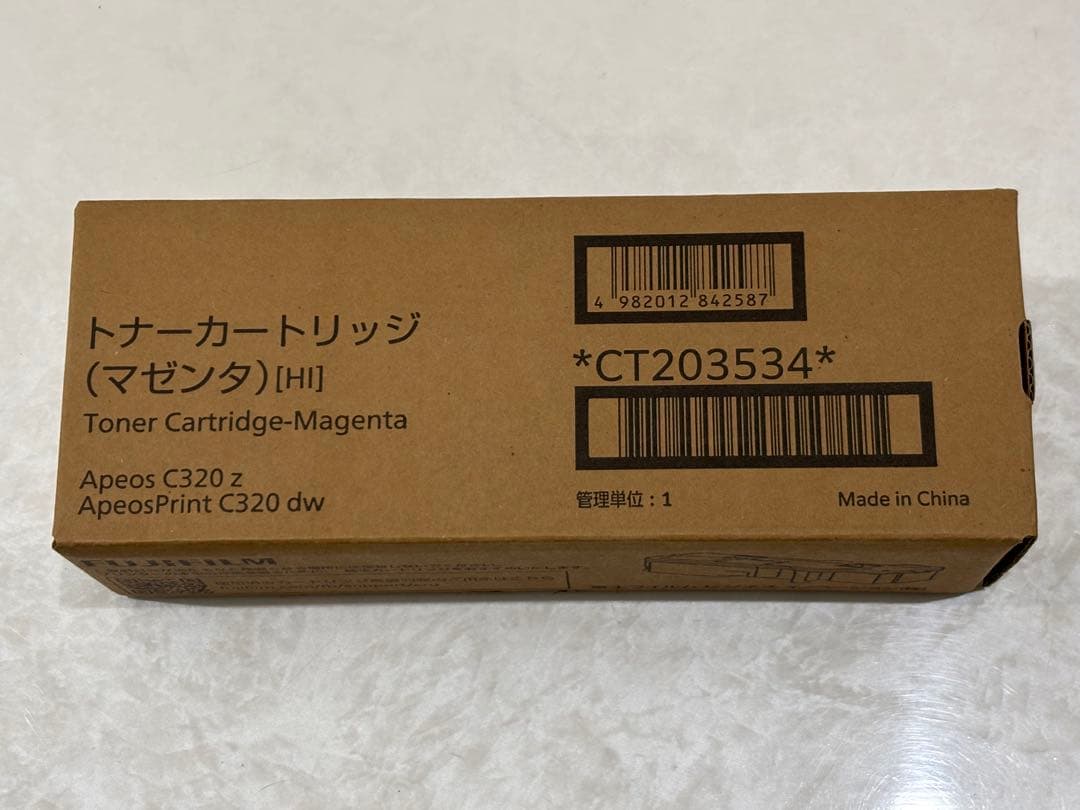 トナーカートリッジ
(マゼンタ)[HI]
Toner Cartridge-Magenta
Apeos C320 z
ApeosPrint C320 dw
4 982012 842587
*CT203534*
管理単位:1
Made in China
FUJIFILM